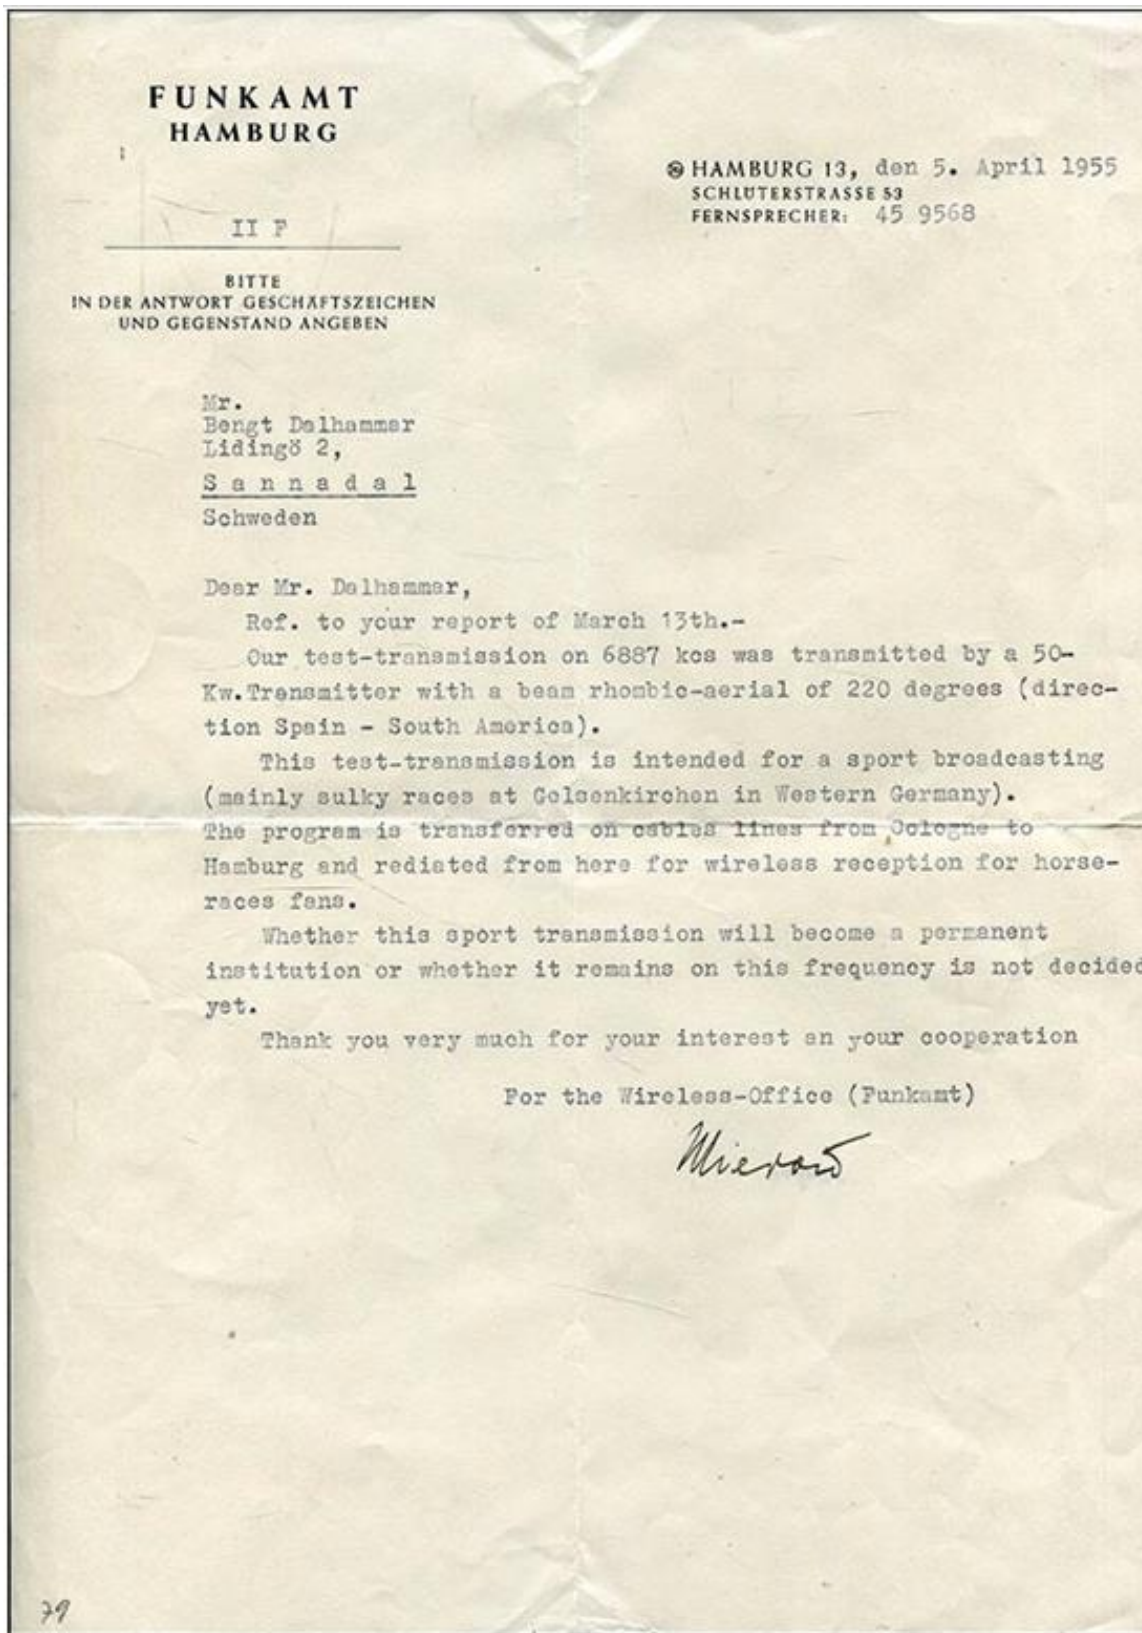 FUNKAMT
HAMBURG
HAMBURG 13, den 5. April 1955
SCHLÜTERSTRASSE 53
FERNSPRECHER: 45 9568
II F
BITTE
IN DER ANTWORT GESCHÄFTSZEICHEN
UND GEGENSTAND ANGEBEN
Mr.
Bengt Dalhammar
Lidingö 2,
S a n n a d a l
Schweden
Dear Mr. Dalhammar,
Ref. to your report of March 13th.-
Our test-transmission on 6887 kcs was transmitted by a 50-
Kw.Transmitter with a beam rhombic-aerial of 220 degrees (direc-
tion Spain - South America).
This test-transmission is intended for a sport broadcasting
(mainly sulky races at Gelsenkirchen in Western Germany).
The program is transferred on cables lines from Cologne to
Hamburg and rediated from here for wireless reception for horse-
races fans.
Whether this sport transmission will become a permanent
institution or whether it remains on this frequency is not decided
yet.
Thank you very much for your interest an your cooperation
For the Wireless-Office (Funkamt)
79